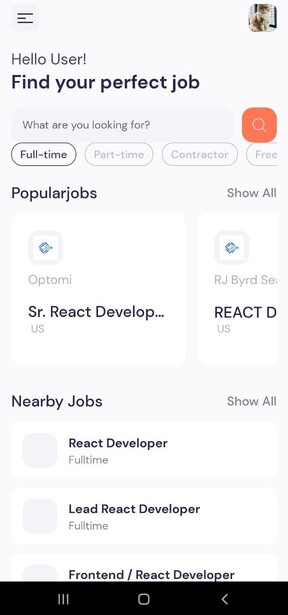 Hello User!
Find your perfect job
What are you looking for?
Full-time
Part-time
Contractor
Free
Popularjobs
Show All
Optomi
Sr. React Develop...
US
RJ Byrd Sea
REACT D
US
Nearby Jobs
Show All
React Developer
Fulltime
Lead React Developer
Fulltime
Frontend / React Developer